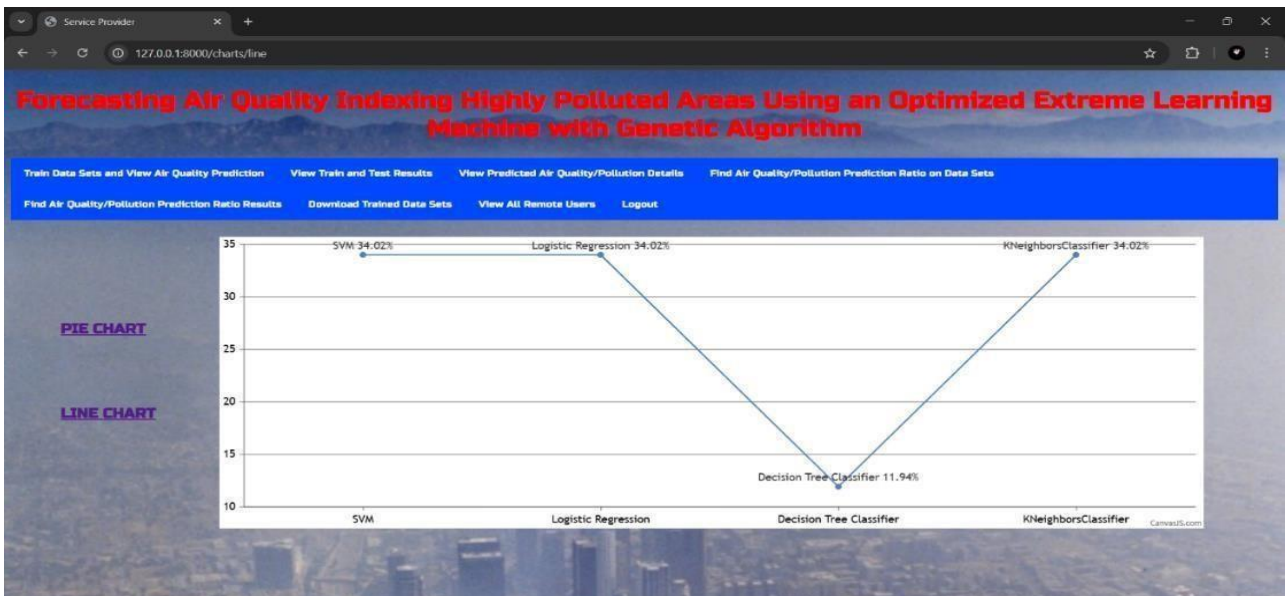 Service Provider
127.0.0.1:8000/charts/line
Forecasting Air Quality Indexing Highly Polluted Areas Using an Optimized Extreme Learning
Machine with Genetic Algorithm
Train Data Sets and View Air Quality Prediction View Train and Test Results View Predicted Air Quality/Pollution Details Find Air Quality/Pollution Prediction Ratio on Data Sets
Find Air Quality/Pollution Prediction Ratio Results Download Trained Data Sets View All Remote Users Logout
PIE CHART
LINE CHART
35
SVM 34.02% Logistic Regression 34.02% KNeighborsClassifier 34.02%
30
25
20
15
Decision Tree Classifier 11.94%
10
SVM Logistic Regression Decision Tree Classifier KNeighborsClassifier
CanvasJS.com